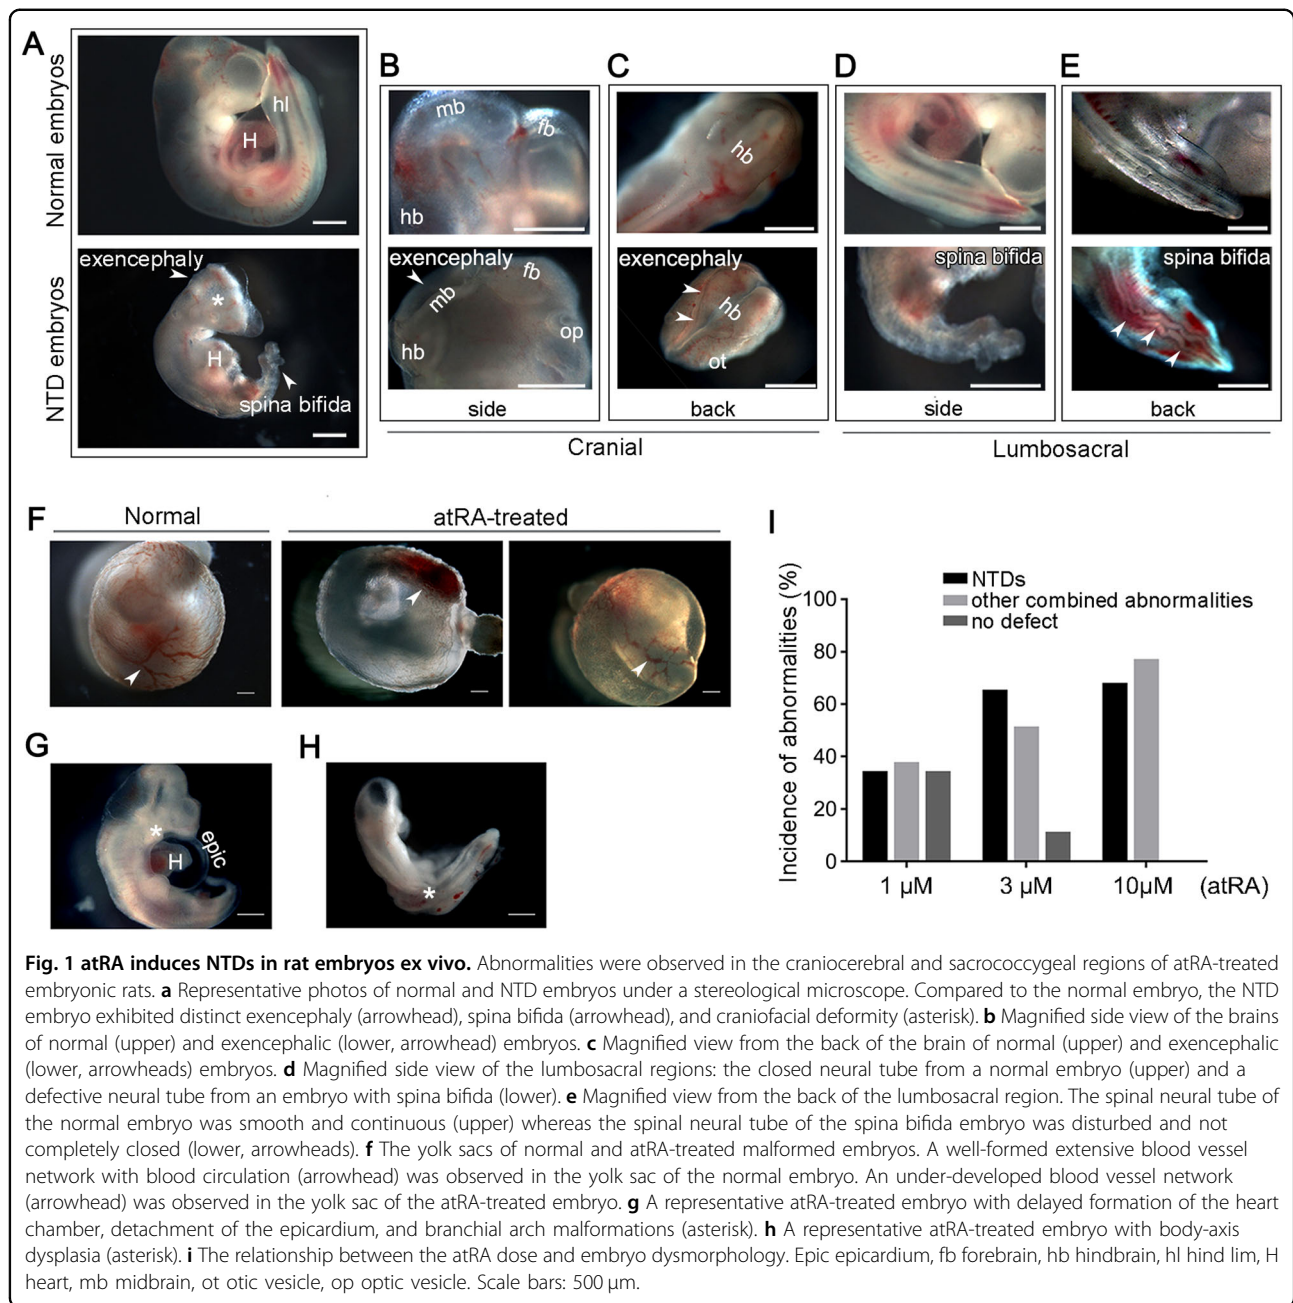 A
Normal embryos
H
hl
NTD embryos
exencephaly
*
H
spina bifida
B
mb
fb
hb
exencephaly
fb
mb
hb
op
side
C
hb
exencephaly
hb
ot
back
Cranial
D
spina bifida
side
E
spina bifida
back
Lumbosacral
F
Normal
atRA-treated
G
*
H
epic
H
*
I
NTDs
other combined abnormalities
no defect
Incidence of abnormalities (%)
100
80
60
40
20
0
1 µM 3 µM 10µM (atRA)
Fig. 1 atRA induces NTDs in rat embryos ex vivo. Abnormalities were observed in the craniocerebral and sacrococcygeal regions of atRA-treated
embryonic rats. a Representative photos of normal and NTD embryos under a stereological microscope. Compared to the normal embryo, the NTD
embryo exhibited distinct exencephaly (arrowhead), spina bifida (arrowhead), and craniofacial deformity (asterisk). b Magnified side view of the brains
of normal (upper) and exencephalic (lower, arrowhead) embryos. c Magnified view from the back of the brain of normal (upper) and exencephalic
(lower, arrowheads) embryos. d Magnified side view of the lumbosacral regions: the closed neural tube from a normal embryo (upper) and a
defective neural tube from an embryo with spina bifida (lower). e Magnified view from the back of the lumbosacral region. The spinal neural tube of
the normal embryo was smooth and continuous (upper) whereas the spinal neural tube of the spina bifida embryo was disturbed and not
completely closed (lower, arrowheads). f The yolk sacs of normal and atRA-treated malformed embryos. A well-formed extensive blood vessel
network with blood circulation (arrowhead) was observed in the yolk sac of the normal embryo. An under-developed blood vessel network
(arrowhead) was observed in the yolk sac of the atRA-treated embryo. g A representative atRA-treated embryo with delayed formation of the heart
chamber, detachment of the epicardium, and branchial arch malformations (asterisk). h A representative atRA-treated embryo with body-axis
dysplasia (asterisk). i The relationship between the atRA dose and embryo dysmorphology. Epic epicardium, fb forebrain, hb hindbrain, hl hind lim, H
heart, mb midbrain, ot otic vesicle, op optic vesicle. Scale bars: 500 µm.